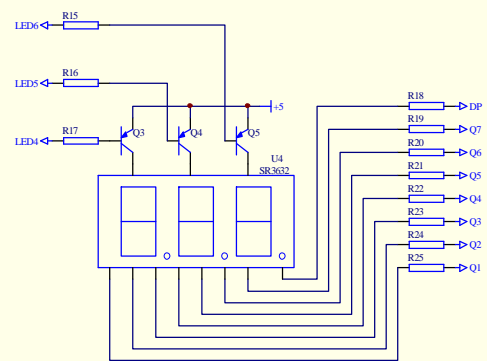 R15
LED6
R16
LED5
R18
DP
+5
R17
Q3
Q4
Q5
R19
Q7
LED4
R20
Q6
U4
SR3632
R21
Q5
R22
Q4
R23
Q3
R24
Q2
R25
Q1